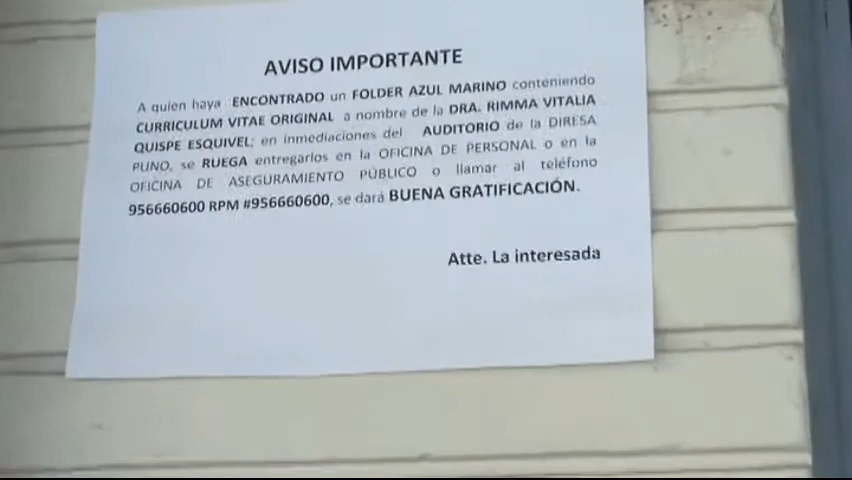 AVISO IMPORTANTE
A quien haya ENCONTRADO un FOLDER AZUL MARINO conteniendo
CURRICULUM VITAE ORIGINAL a nombre de la DRA. RIMMA VITALIA
QUISPE ESQUIVEL; en inmediaciones del AUDITORIO de la DIRESA
PUNO, se RUEGA entregarlos en la OFICINA DE PERSONAL o en la
OFICINA DE ASEGURAMIENTO PÚBLICO o llamar al teléfono
956660600 RPM #956660600, se dará BUENA GRATIFICACIÓN.
Atte. La interesada